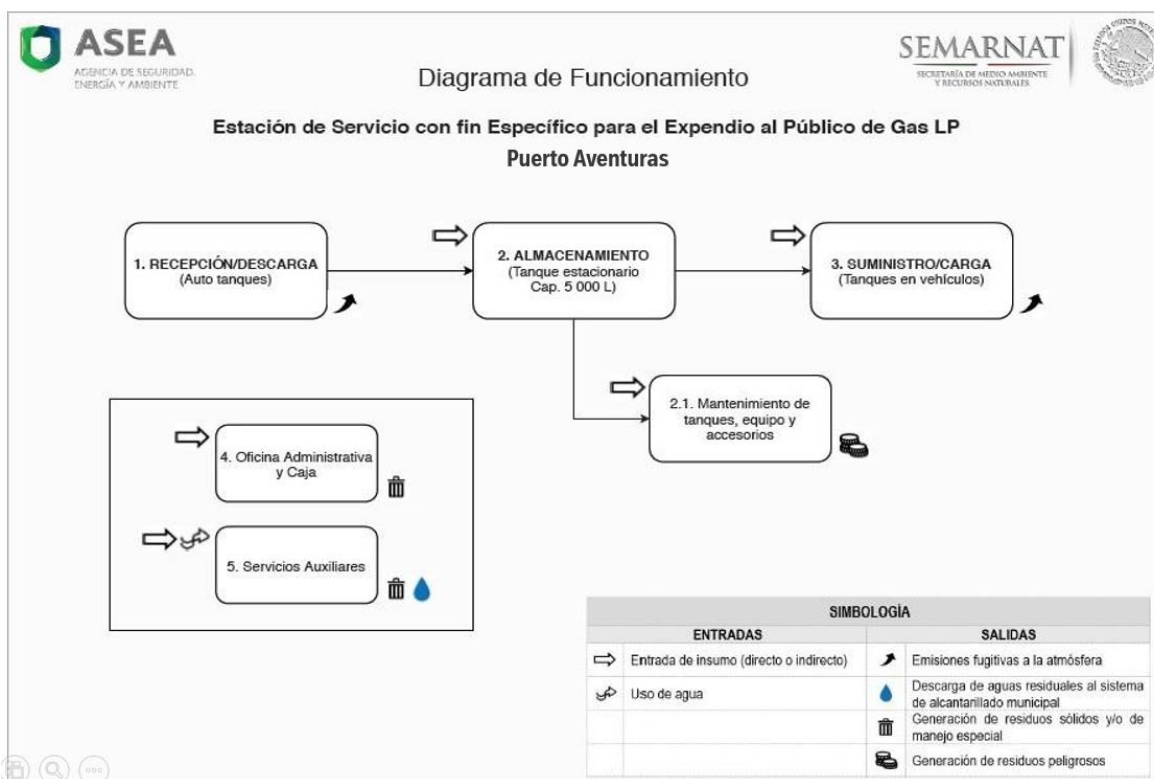 ASEA
AGENCIA DE SEGURIDAD,
ENERGÍA Y AMBIENTE
SEMARNAT
SECRETARÍA DE MEDIO AMBIENTE
Y RECURSOS NATURALES
Diagrama de Funcionamiento
Estación de Servicio con fin Específico para el Expendio al Público de Gas LP
Puerto Aventuras
1. RECEPCIÓN/DESCARGA
(Auto tanques)
2. ALMACENAMIENTO
(Tanque estacionario
Cap. 5 000 L)
3. SUMINISTRO/CARGA
(Tanques en vehículos)
2.1. Mantenimiento de
tanques, equipo y
accesorios
4. Oficina Administrativa
y Caja
5. Servicios Auxiliares
SIMBOLOGÌA
ENTRADAS
SALIDAS
Entrada de insumo (directo o indirecto)
Emisiones fugitivas a la atmósfera
Uso de agua
Descarga de aguas residuales al sistema
de alcantarillado municipal
Generación de residuos sólidos y/o de
manejo especial
Generación de residuos peligrosos